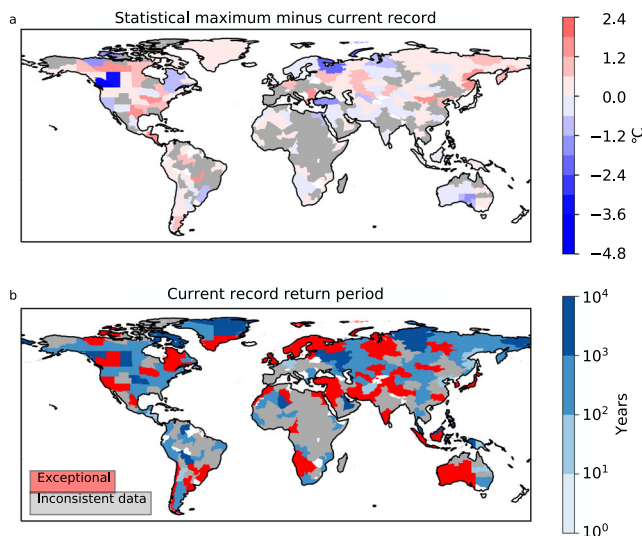 a
Statistical maximum minus current record
2.4
1.2
0.0
−1.2
−2.4
−3.6
−4.8
°C
b
Current record return period
10⁴
10³
10²
10¹
10⁰
Years
Exceptional
Inconsistent data